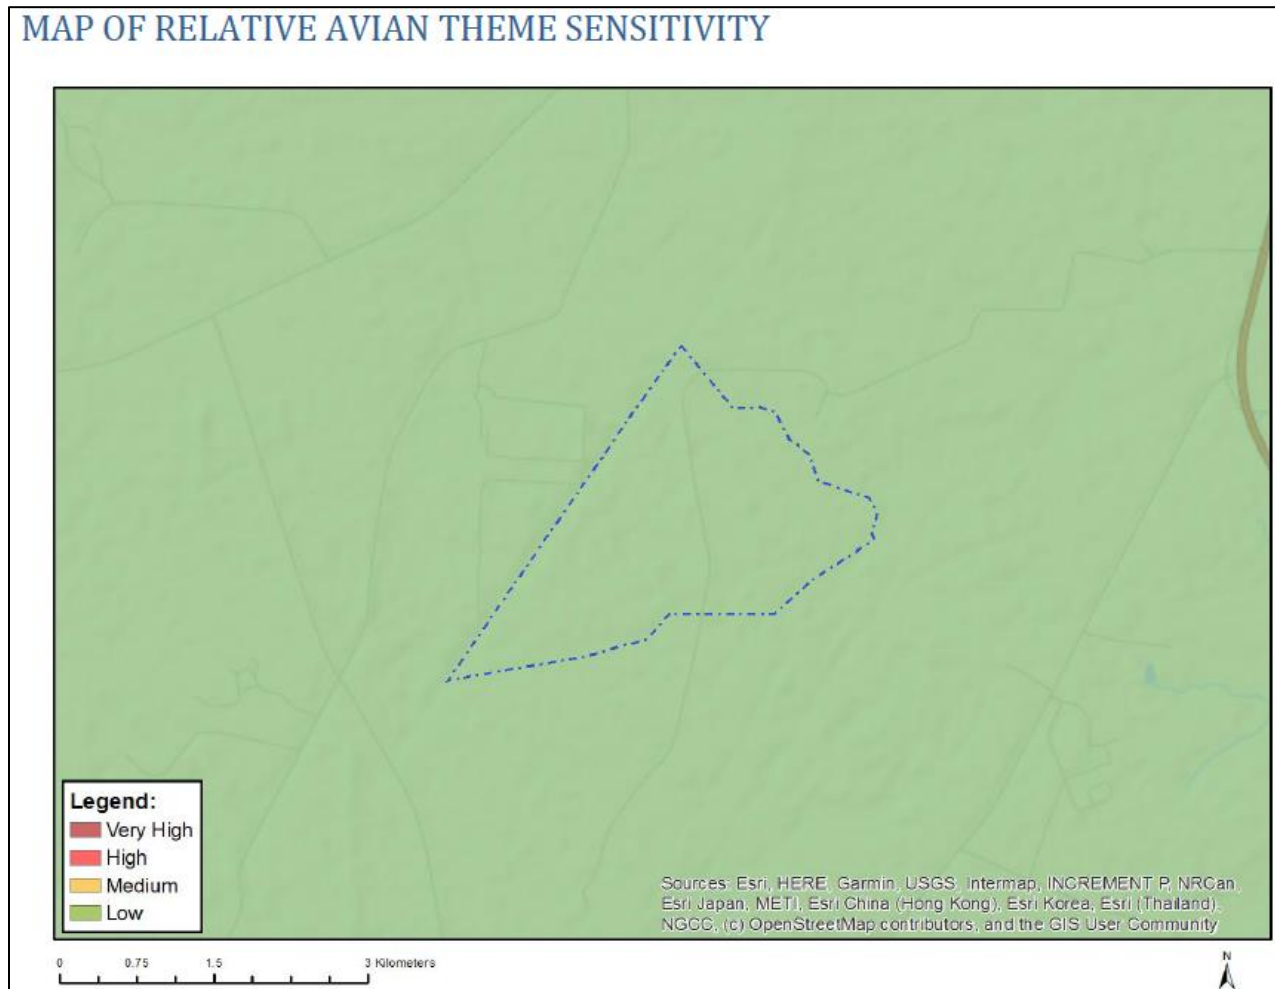 MAP OF RELATIVE AVIAN THEME SENSITIVITY
Legend:
Very High
High
Medium
Low
Sources: Esri, HERE, Garmin, USGS, Intermap, INCREMENT P, NRCan,
Esri Japan, METI, Esri China (Hong Kong), Esri Korea, Esri (Thailand),
NGCC, (c) OpenStreetMap contributors, and the GIS User Community
0 0.75 1.5 3 Kilometers
N